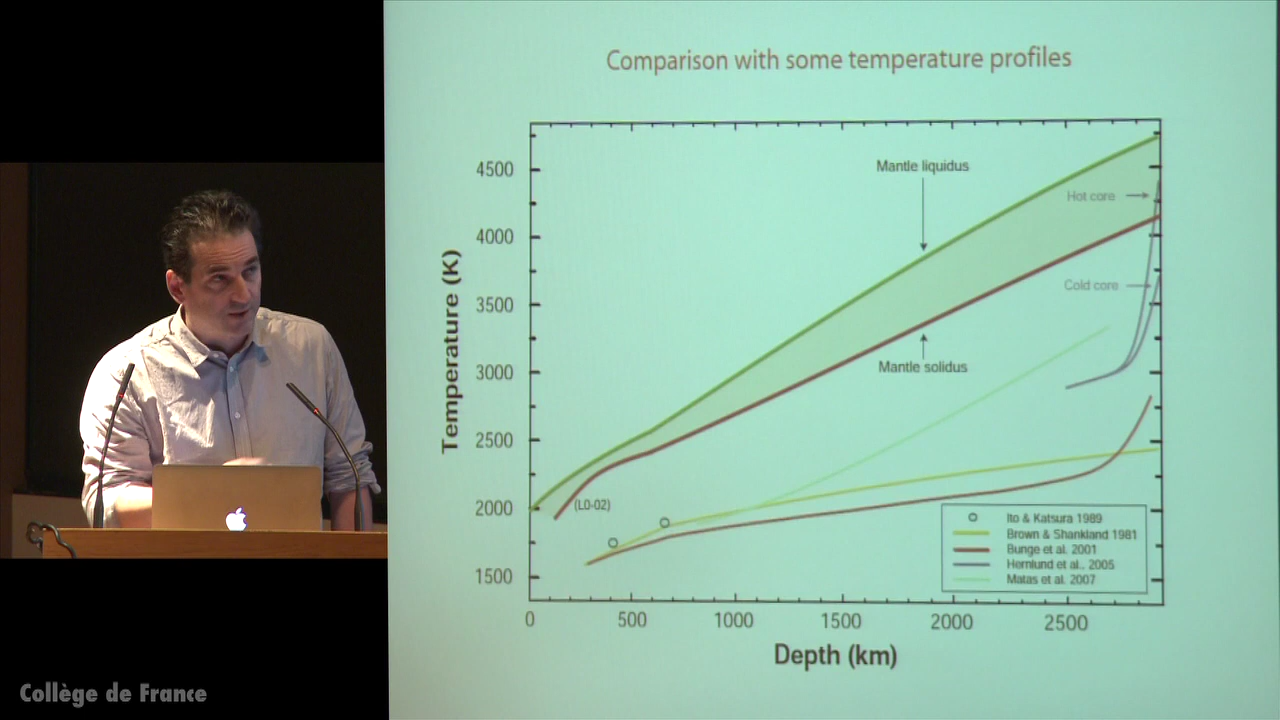 Comparison with some temperature profiles
4500
4000
3500
3000
2500
2000
1500
Temperature (K)
Mantle liquidus
Hot core
Cold core
Mantle solidus
(L0-02)
Ito & Katsura 1989
Brown & Shankland 1981
Bunge et al. 2001
Hernlund et al., 2005
Matas et al. 2007
0
500
1000
1500
2000
2500
Depth (km)
Collège de France